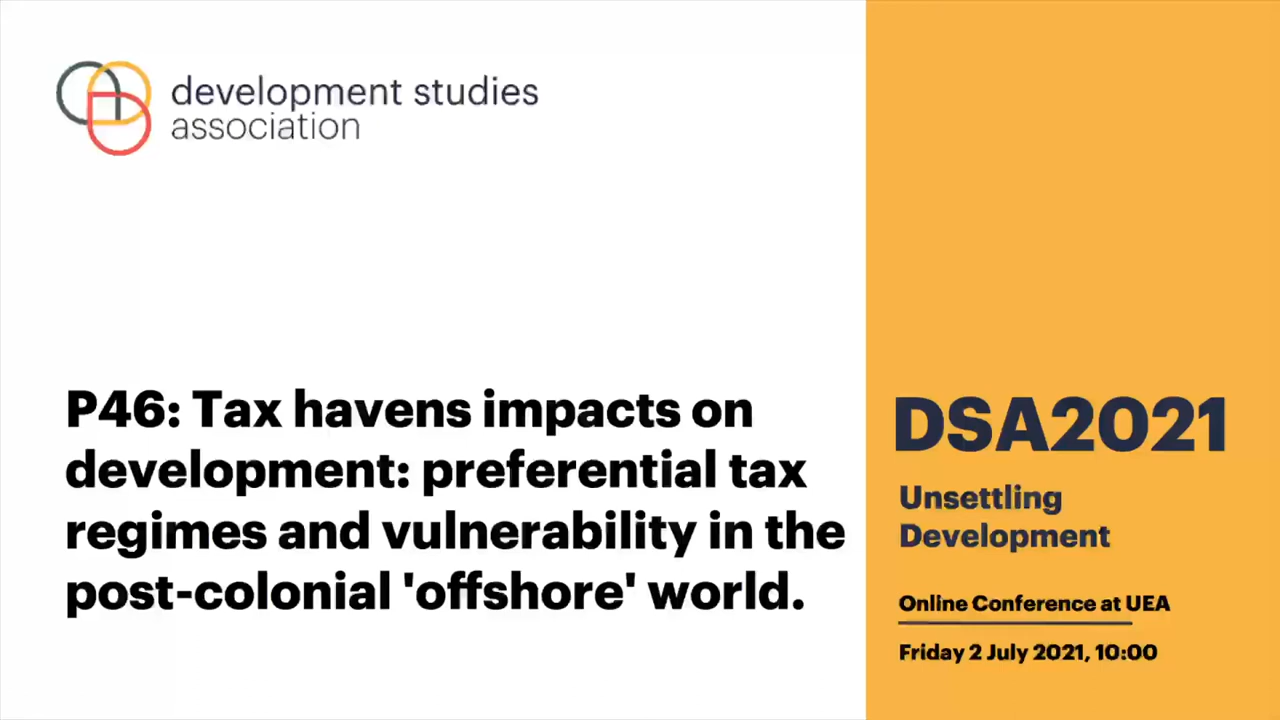 development studies
association
P46: Tax havens impacts on
development: preferential tax
regimes and vulnerability in the
post-colonial 'offshore' world.
DSA2021
Unsettling
Development
Online Conference at UEA
Friday 2 July 2021, 10:00